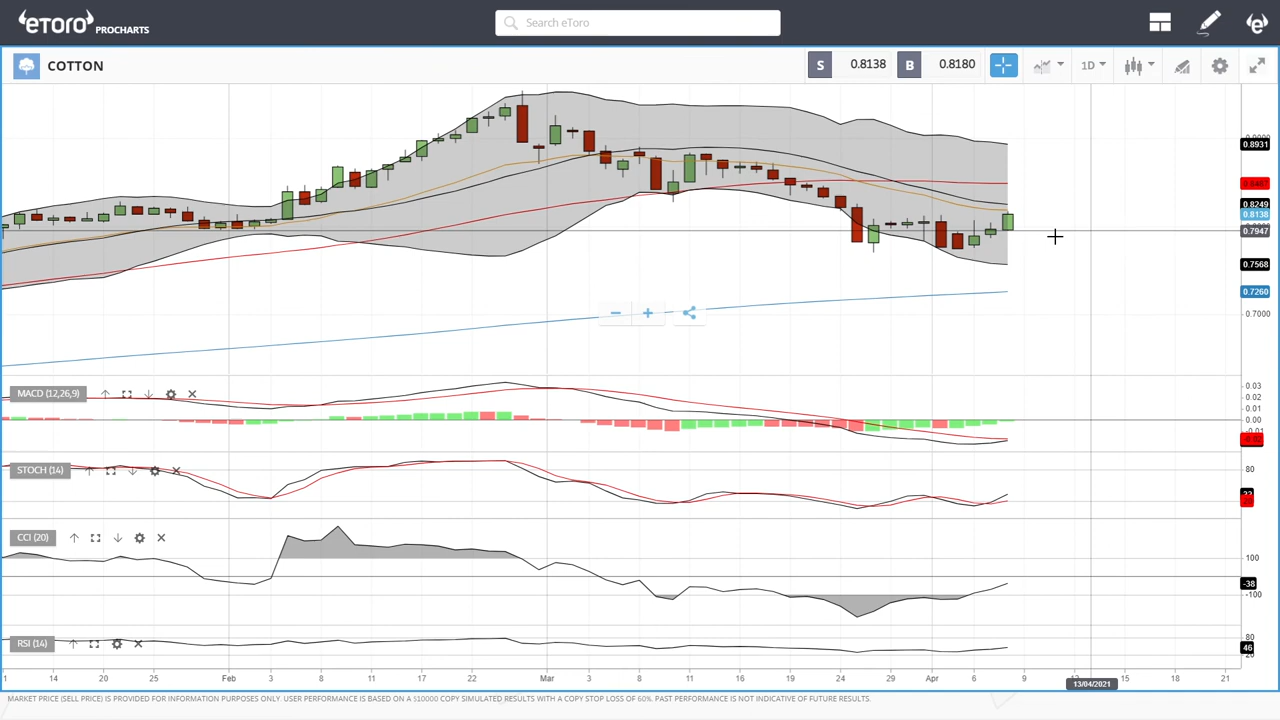 eToro PROCHARTS
Search eToro
COTTON
S 0.8138 B 0.8180
1D
0.8931
0.8249
0.8138
0.7947
0.7568
0.7260
0.7000
MACD (12,26,9)
0.03
0.02
0.01
0.00
-0.01
-0.02
STOCH (14)
80
CCI (20)
100
-38
-100
RSI (14)
80
46
14 20 25 Feb 3 8 11 17 22 Mar 3 8 11 16 19 24 29 Apr 6 9 15 18 21
13/04/2021
MARKET PRICE (SELL PRICE) IS PROVIDED FOR INFORMATION PURPOSES ONLY. USER PERFORMANCE IS BASED ON A $10000 COPY SIMULATED RESULTS WITH A COPY STOP LOSS OF 60%. PAST PERFORMANCE IS NOT INDICATIVE OF FUTURE RESULTS.